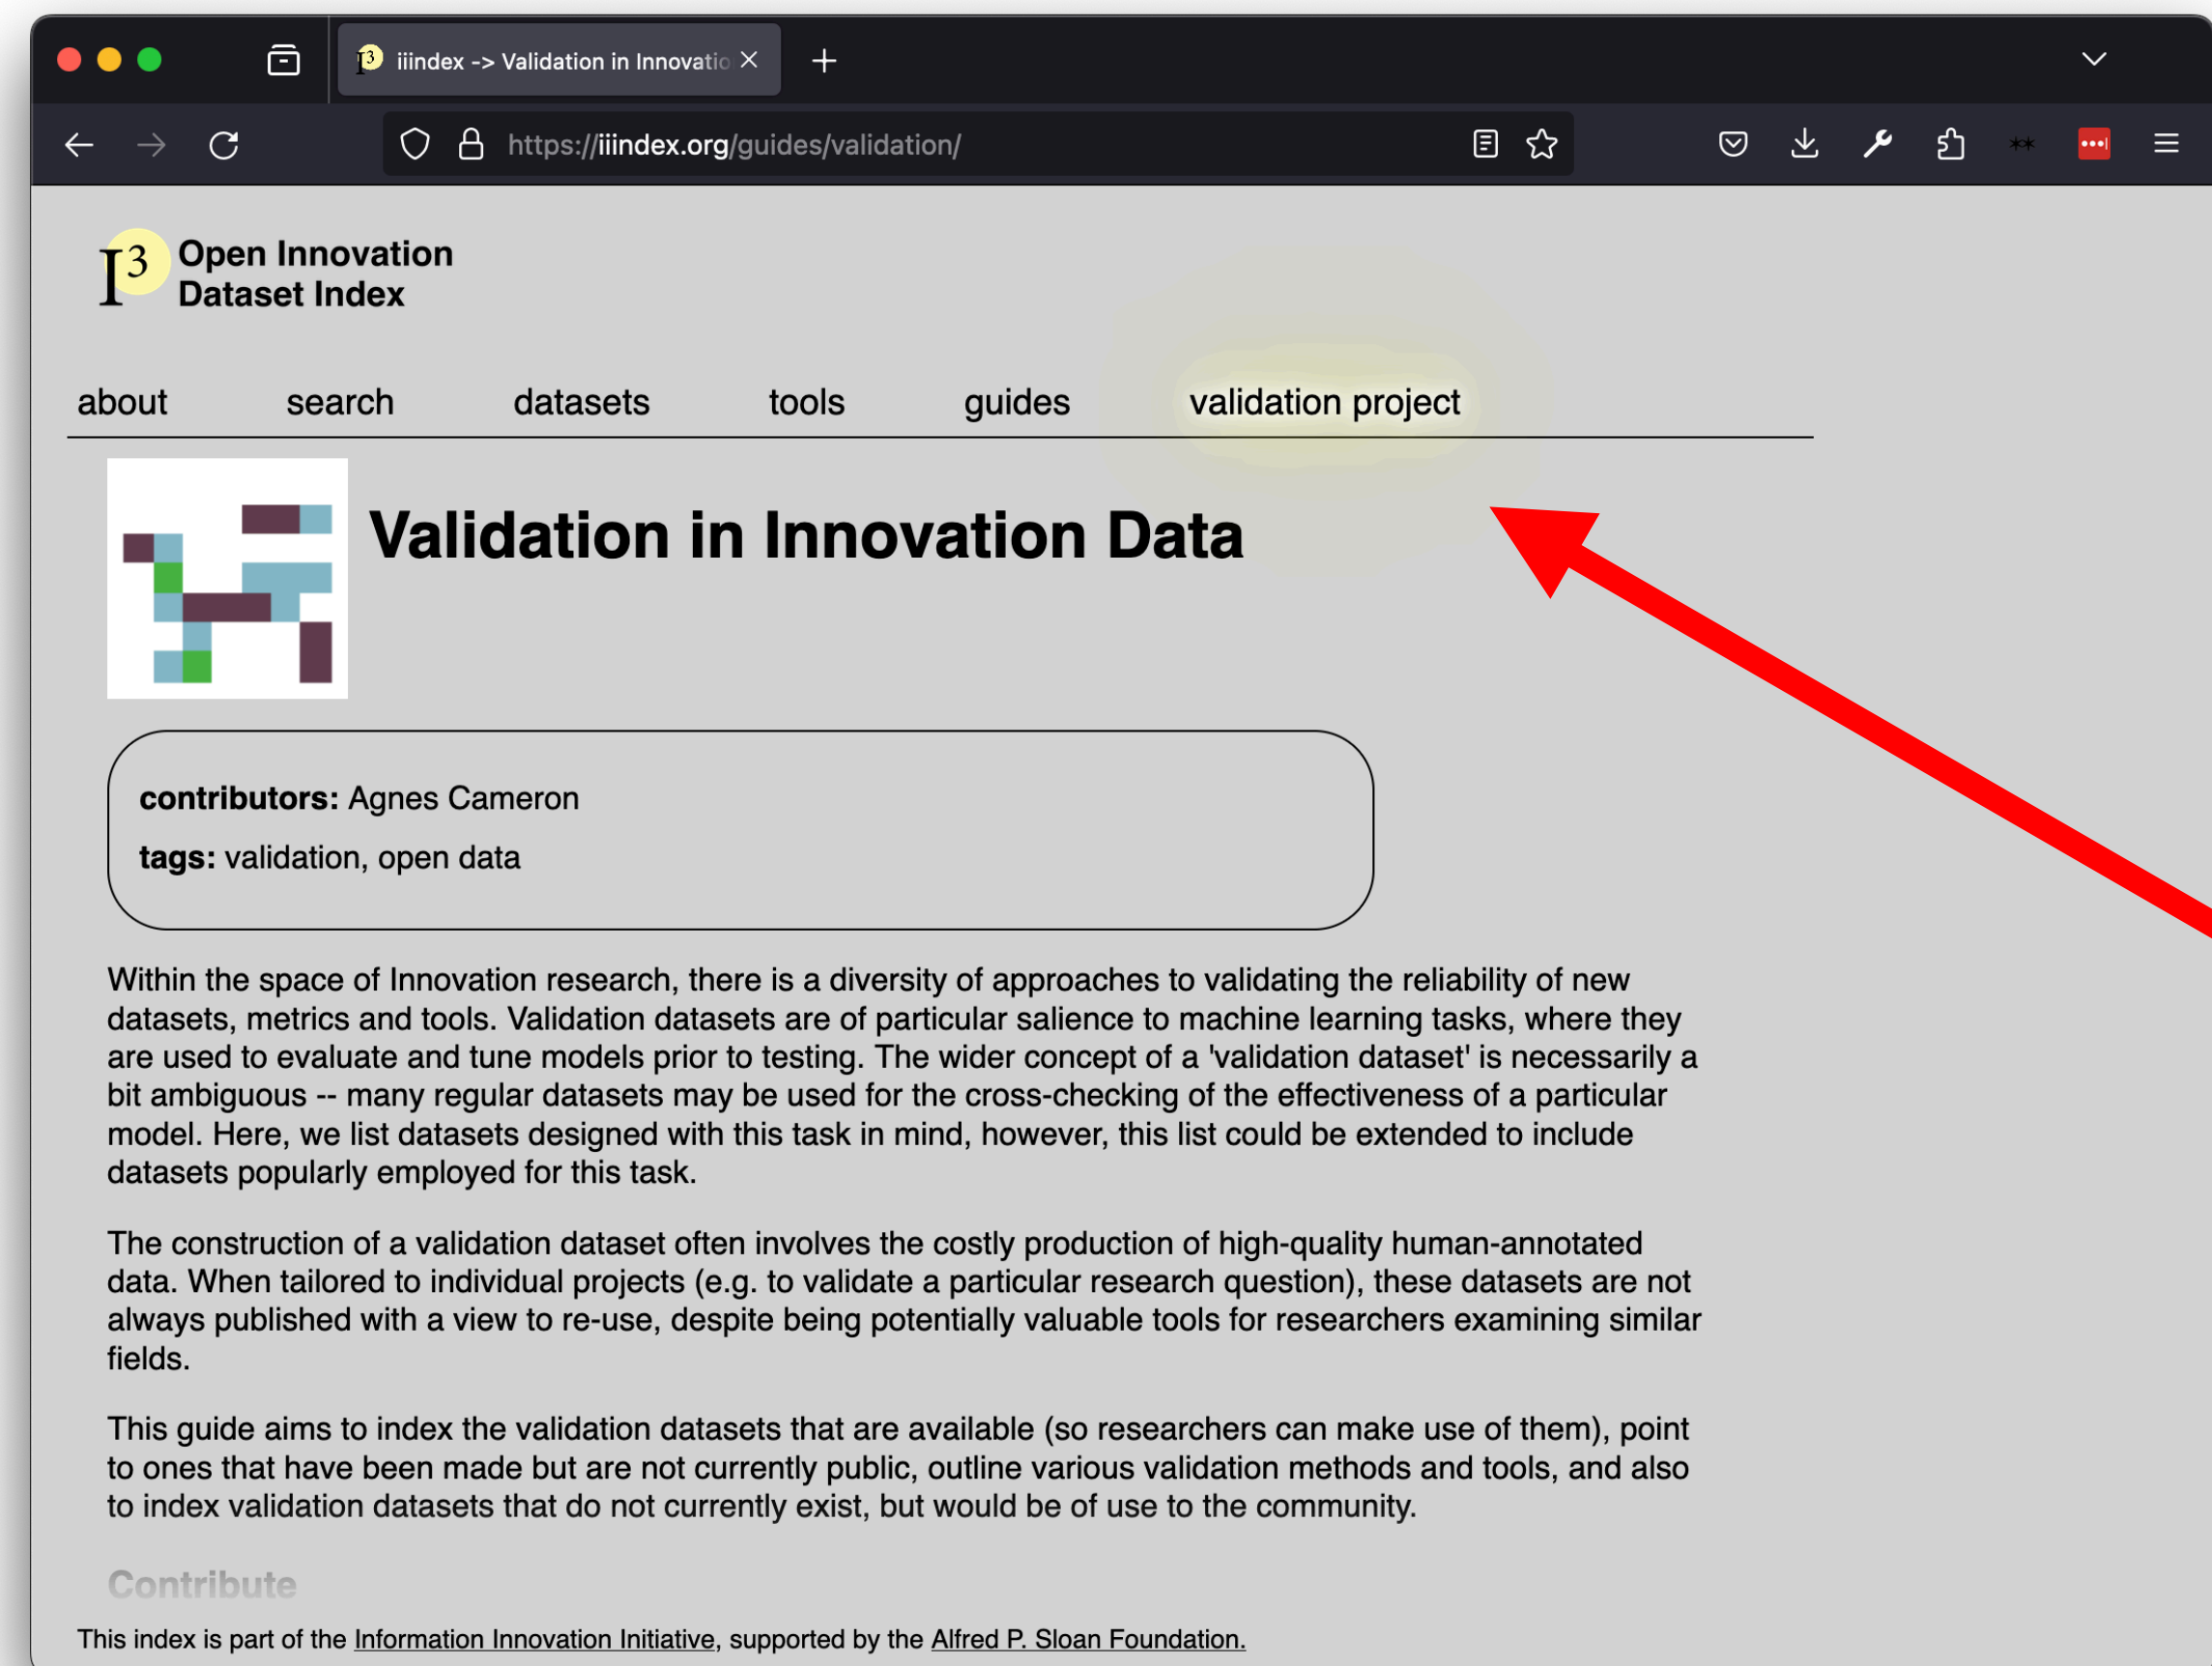 iiindex -> Validation in Innovatio
https://iiindex.org/guides/validation/
I3 Open Innovation
Dataset Index
about search datasets tools guides validation project
Validation in Innovation Data
contributors: Agnes Cameron
tags: validation, open data
Within the space of Innovation research, there is a diversity of approaches to validating the reliability of new
datasets, metrics and tools. Validation datasets are of particular salience to machine learning tasks, where they
are used to evaluate and tune models prior to testing. The wider concept of a 'validation dataset' is necessarily a
bit ambiguous -- many regular datasets may be used for the cross-checking of the effectiveness of a particular
model. Here, we list datasets designed with this task in mind, however, this list could be extended to include
datasets popularly employed for this task.
The construction of a validation dataset often involves the costly production of high-quality human-annotated
data. When tailored to individual projects (e.g. to validate a particular research question), these datasets are not
always published with a view to re-use, despite being potentially valuable tools for researchers examining similar
fields.
This guide aims to index the validation datasets that are available (so researchers can make use of them), point
to ones that have been made but are not currently public, outline various validation methods and tools, and also
to index validation datasets that do not currently exist, but would be of use to the community.
Contribute
This index is part of the Information Innovation Initiative, supported by the Alfred P. Sloan Foundation.